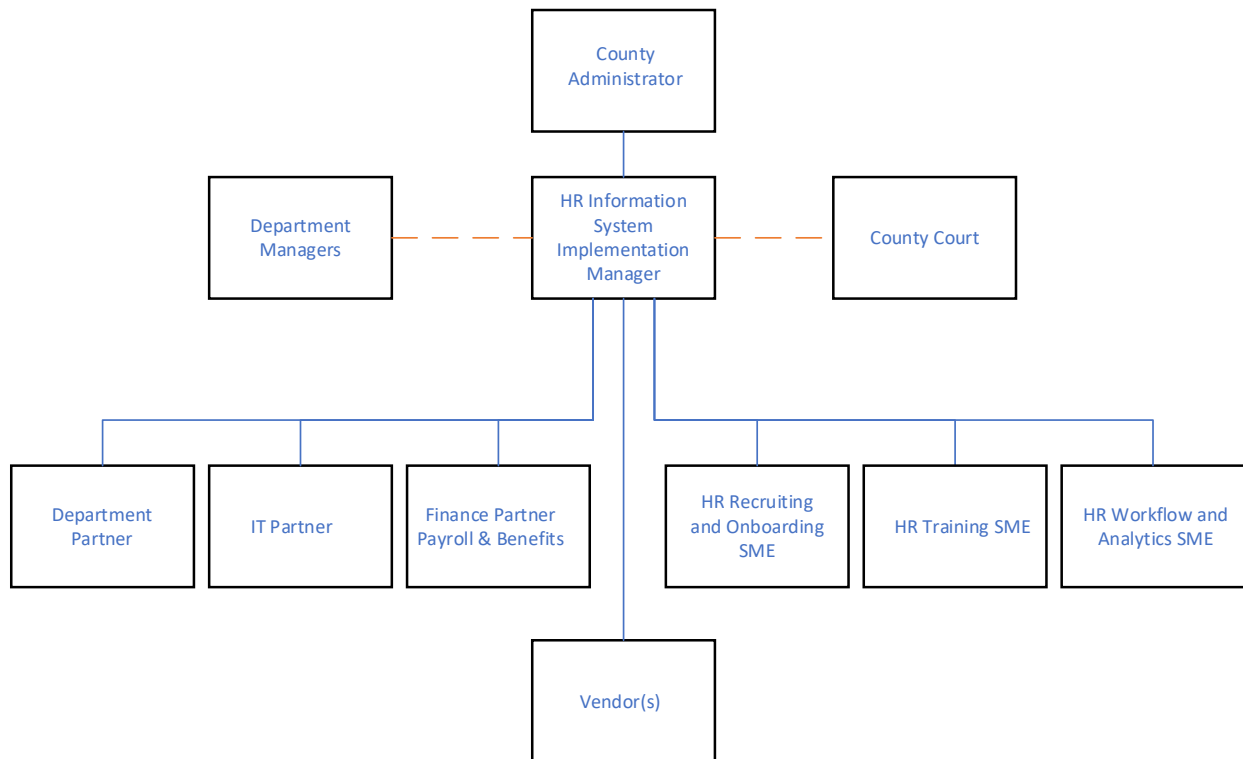 County
Administrator
Department
Managers
HR Information
System
Implementation
Manager
County Court
Department
Partner
IT Partner
Finance Partner
Payroll & Benefits
HR Recruiting
and Onboarding
SME
HR Training SME
HR Workflow and
Analytics SME
Vendor(s)